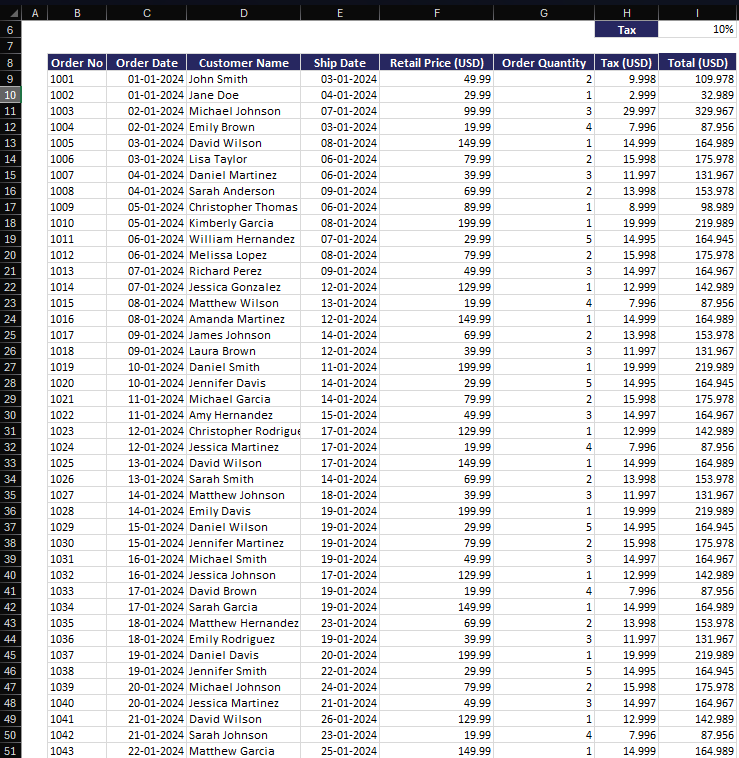 A B C D E F G H I
6 Tax 10%
7
8 Order No Order Date Customer Name Ship Date Retail Price (USD) Order Quantity Tax (USD) Total (USD)
9 1001 01-01-2024 John Smith 03-01-2024 49.99 2 9.998 109.978
10 1002 01-01-2024 Jane Doe 04-01-2024 29.99 1 2.999 32.989
11 1003 02-01-2024 Michael Johnson 07-01-2024 99.99 3 29.997 329.967
12 1004 02-01-2024 Emily Brown 03-01-2024 19.99 4 7.996 87.956
13 1005 03-01-2024 David Wilson 08-01-2024 149.99 1 14.999 164.989
14 1006 03-01-2024 Lisa Taylor 06-01-2024 79.99 2 15.998 175.978
15 1007 04-01-2024 Daniel Martinez 06-01-2024 39.99 3 11.997 131.967
16 1008 04-01-2024 Sarah Anderson 09-01-2024 69.99 2 13.998 153.978
17 1009 05-01-2024 Christopher Thomas 06-01-2024 89.99 1 8.999 98.989
18 1010 05-01-2024 Kimberly Garcia 08-01-2024 199.99 1 19.999 219.989
19 1011 06-01-2024 William Hernandez 07-01-2024 29.99 5 14.995 164.945
20 1012 06-01-2024 Melissa Lopez 08-01-2024 79.99 2 15.998 175.978
21 1013 07-01-2024 Richard Perez 09-01-2024 49.99 3 14.997 164.967
22 1014 07-01-2024 Jessica Gonzalez 12-01-2024 129.99 1 12.999 142.989
23 1015 08-01-2024 Matthew Wilson 13-01-2024 19.99 4 7.996 87.956
24 1016 08-01-2024 Amanda Martinez 12-01-2024 149.99 1 14.999 164.989
25 1017 09-01-2024 James Johnson 14-01-2024 69.99 2 13.998 153.978
26 1018 09-01-2024 Laura Brown 12-01-2024 39.99 3 11.997 131.967
27 1019 10-01-2024 Daniel Smith 11-01-2024 199.99 1 19.999 219.989
28 1020 10-01-2024 Jennifer Davis 14-01-2024 29.99 5 14.995 164.945
29 1021 11-01-2024 Michael Garcia 14-01-2024 79.99 2 15.998 175.978
30 1022 11-01-2024 Amy Hernandez 15-01-2024 49.99 3 14.997 164.967
31 1023 12-01-2024 Christopher Rodrigue 17-01-2024 129.99 1 12.999 142.989
32 1024 12-01-2024 Jessica Martinez 17-01-2024 19.99 4 7.996 87.956
33 1025 13-01-2024 David Wilson 17-01-2024 149.99 1 14.999 164.989
34 1026 13-01-2024 Sarah Smith 14-01-2024 69.99 2 13.998 153.978
35 1027 14-01-2024 Matthew Johnson 18-01-2024 39.99 3 11.997 131.967
36 1028 14-01-2024 Emily Davis 19-01-2024 199.99 1 19.999 219.989
37 1029 15-01-2024 Daniel Wilson 19-01-2024 29.99 5 14.995 164.945
38 1030 15-01-2024 Jennifer Martinez 19-01-2024 79.99 2 15.998 175.978
39 1031 16-01-2024 Michael Smith 19-01-2024 49.99 3 14.997 164.967
40 1032 16-01-2024 Jessica Johnson 17-01-2024 129.99 1 12.999 142.989
41 1033 17-01-2024 David Brown 19-01-2024 19.99 4 7.996 87.956
42 1034 17-01-2024 Sarah Garcia 19-01-2024 149.99 1 14.999 164.989
43 1035 18-01-2024 Matthew Hernandez 23-01-2024 69.99 2 13.998 153.978
44 1036 18-01-2024 Emily Rodriguez 19-01-2024 39.99 3 11.997 131.967
45 1037 19-01-2024 Daniel Davis 20-01-2024 199.99 1 19.999 219.989
46 1038 19-01-2024 Jennifer Smith 22-01-2024 29.99 5 14.995 164.945
47 1039 20-01-2024 Michael Johnson 24-01-2024 79.99 2 15.998 175.978
48 1040 20-01-2024 Jessica Martinez 21-01-2024 49.99 3 14.997 164.967
49 1041 21-01-2024 David Wilson 26-01-2024 129.99 1 12.999 142.989
50 1042 21-01-2024 Sarah Johnson 23-01-2024 19.99 4 7.996 87.956
51 1043 22-01-2024 Matthew Garcia 25-01-2024 149.99 1 14.999 164.989